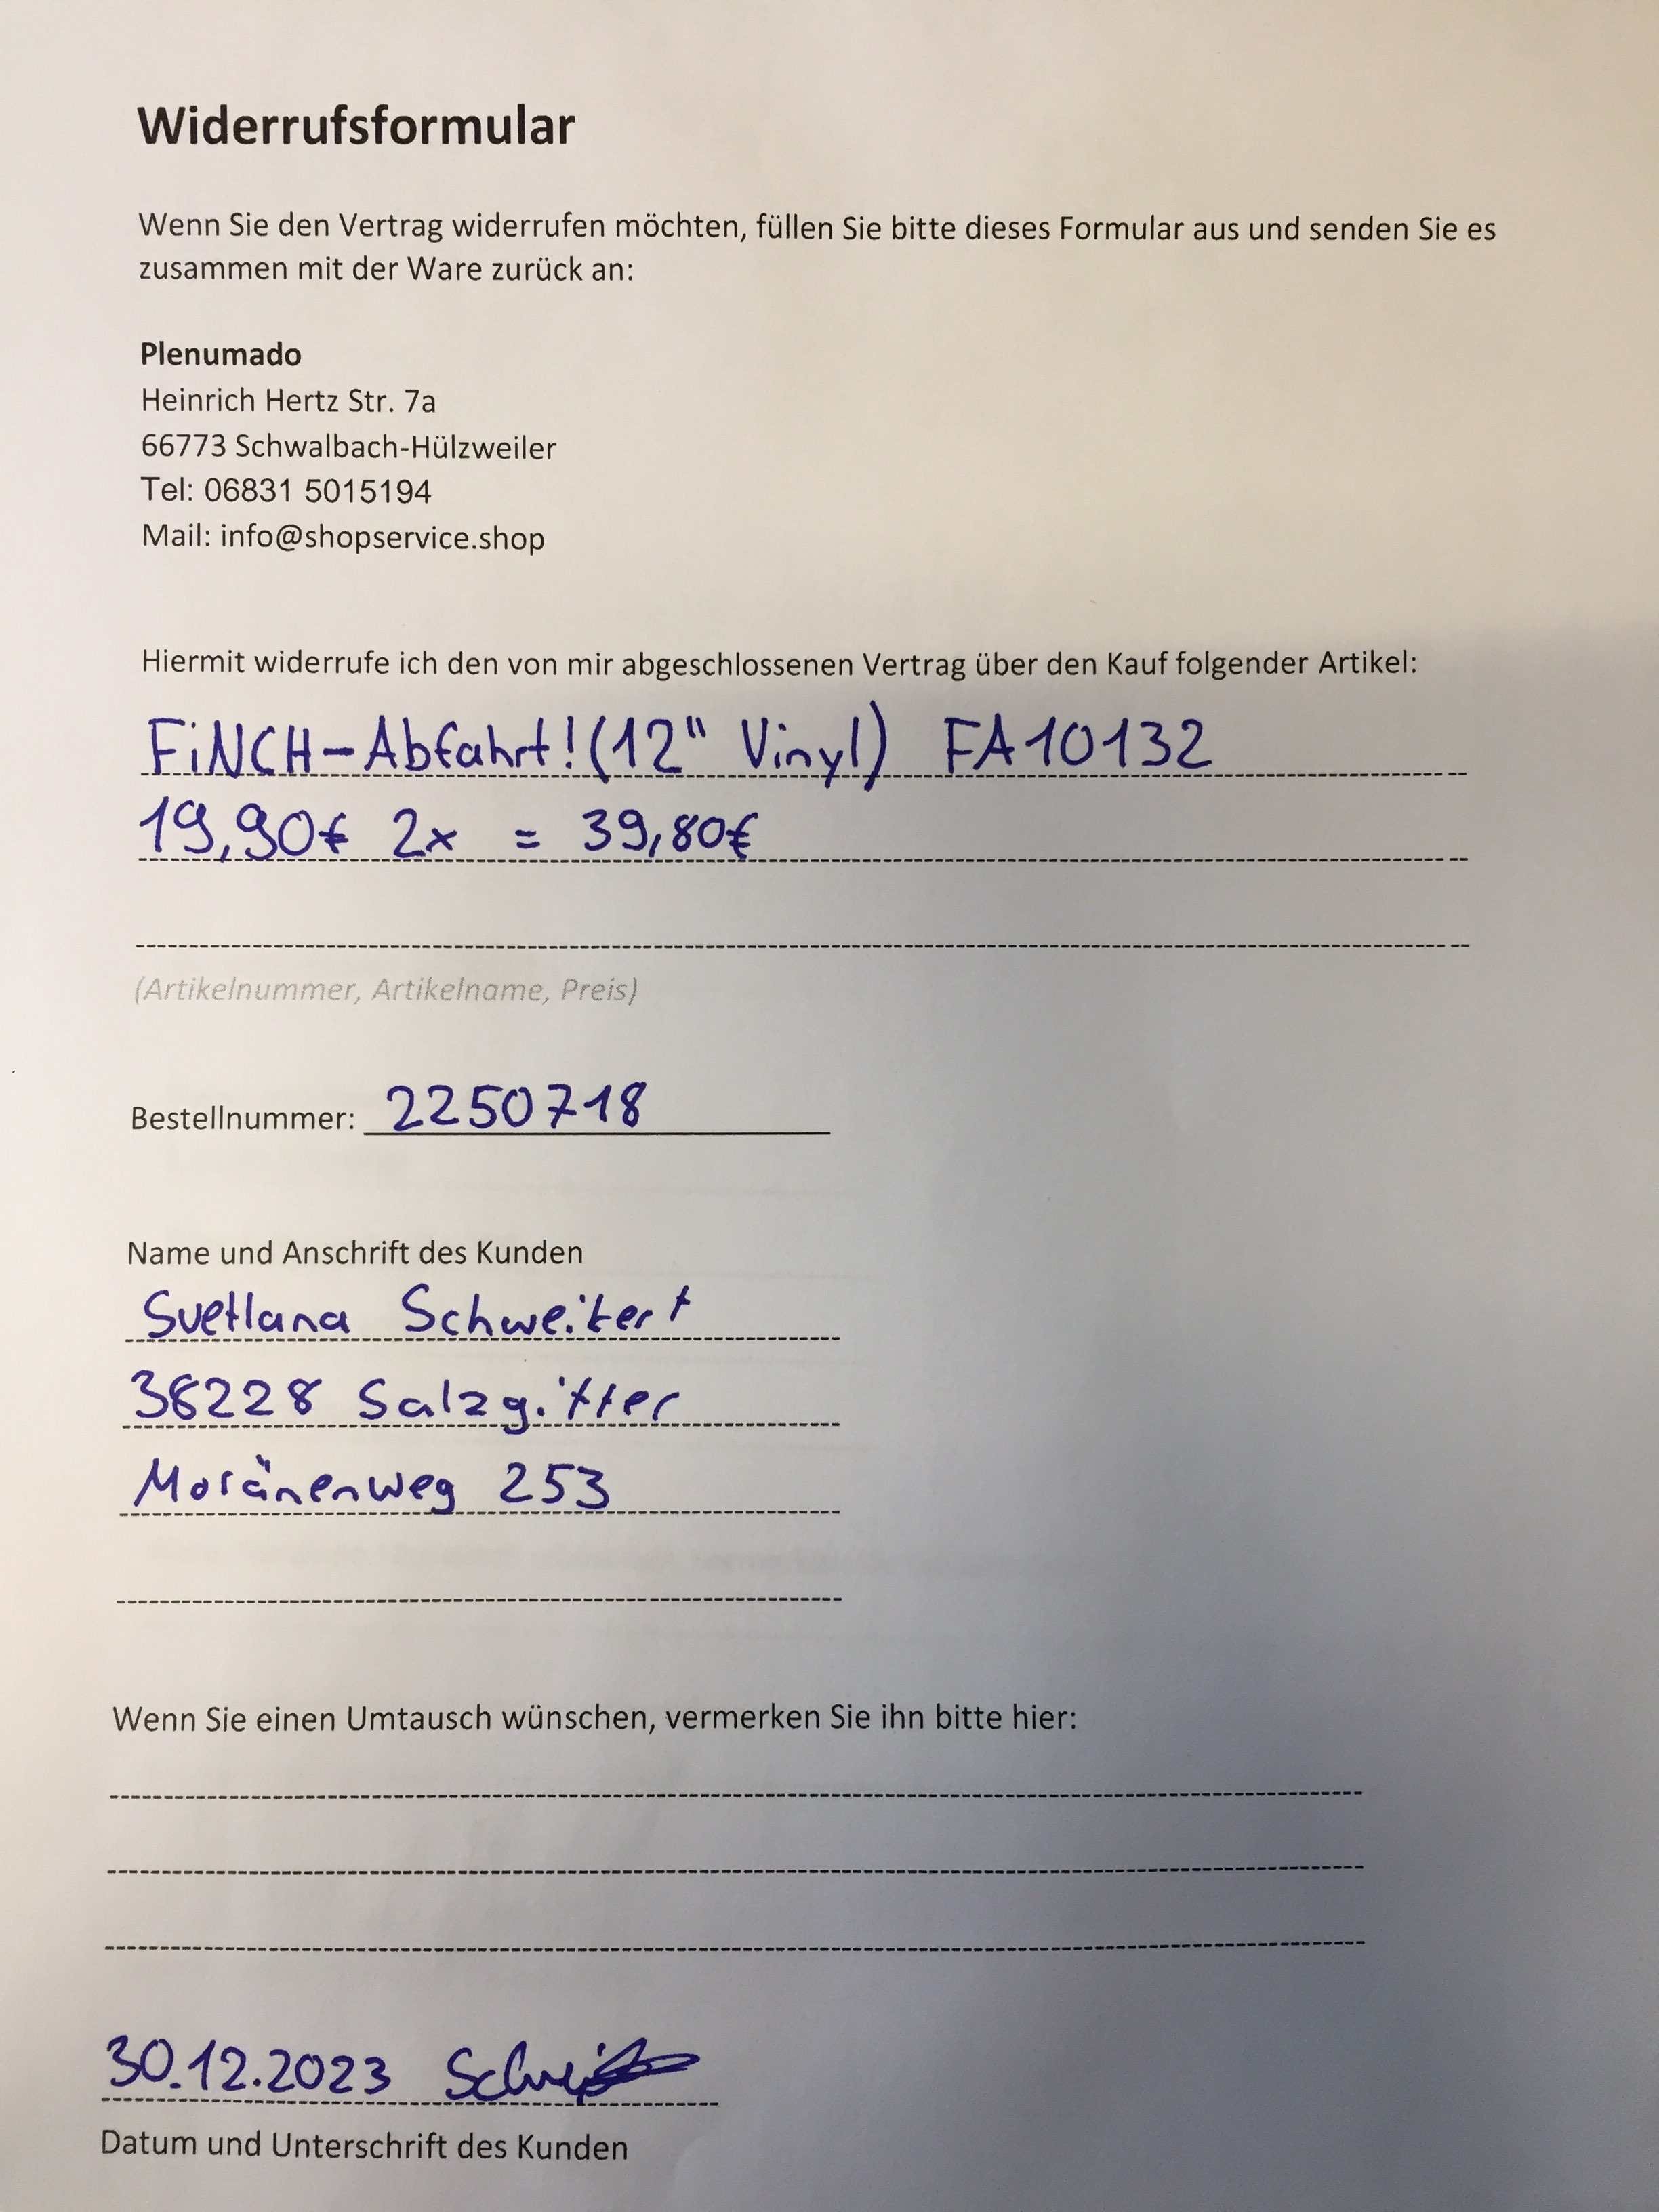 Widerrufsformular
Wenn Sie den Vertrag widerrufen möchten, füllen Sie bitte dieses Formular aus und senden Sie es
zusammen mit der Ware zurück an:
Plenumado
Heinrich Hertz Str. 7a
66773 Schwalbach-Hülzweiler
Tel: 06831 5015194
Mail: info@shopservice.shop
Hiermit widerrufe ich den von mir abgeschlossenen Vertrag über den Kauf folgender Artikel:
FiNCH-Abfahrt! (12" Vinyl) FA10132
19,90€ 2x = 39,80€
(Artikelnummer, Artikelname, Preis)
Bestellnummer: 2250718
Name und Anschrift des Kunden
Svetlana Schweitert
38228 Salzgitter
Moränenweg 253
Wenn Sie einen Umtausch wünschen, vermerken Sie ihn bitte hier:
30.12.2023
Datum und Unterschrift des Kunden